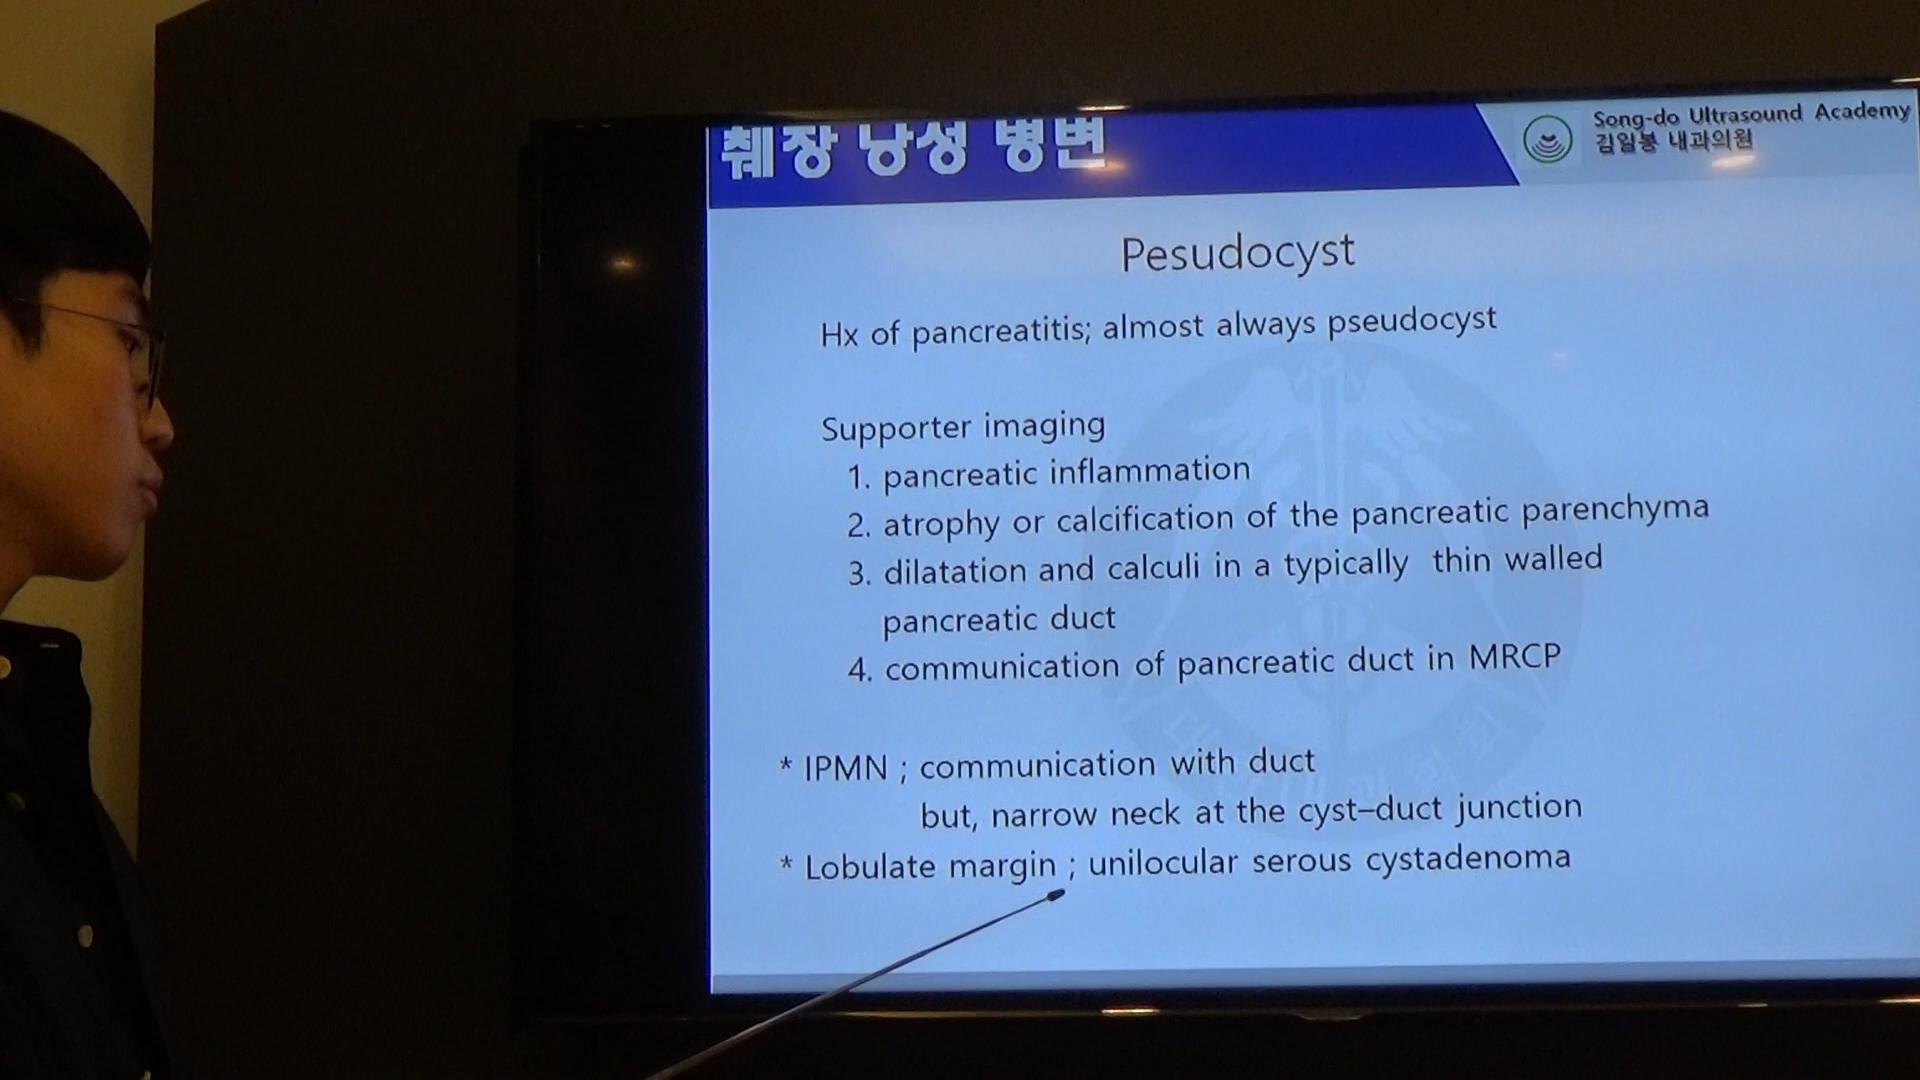 췌장 낭성 병변
Song-do Ultrasound Academy
김일봉 내과의원
Pesudocyst
Hx of pancreatitis; almost always pseudocyst
Supporter imaging
1. pancreatic inflammation
2. atrophy or calcification of the pancreatic parenchyma
3. dilatation and calculi in a typically thin walled
pancreatic duct
4. communication of pancreatic duct in MRCP
* IPMN ; communication with duct
but, narrow neck at the cyst–duct junction
* Lobulate margin ; unilocular serous cystadenoma